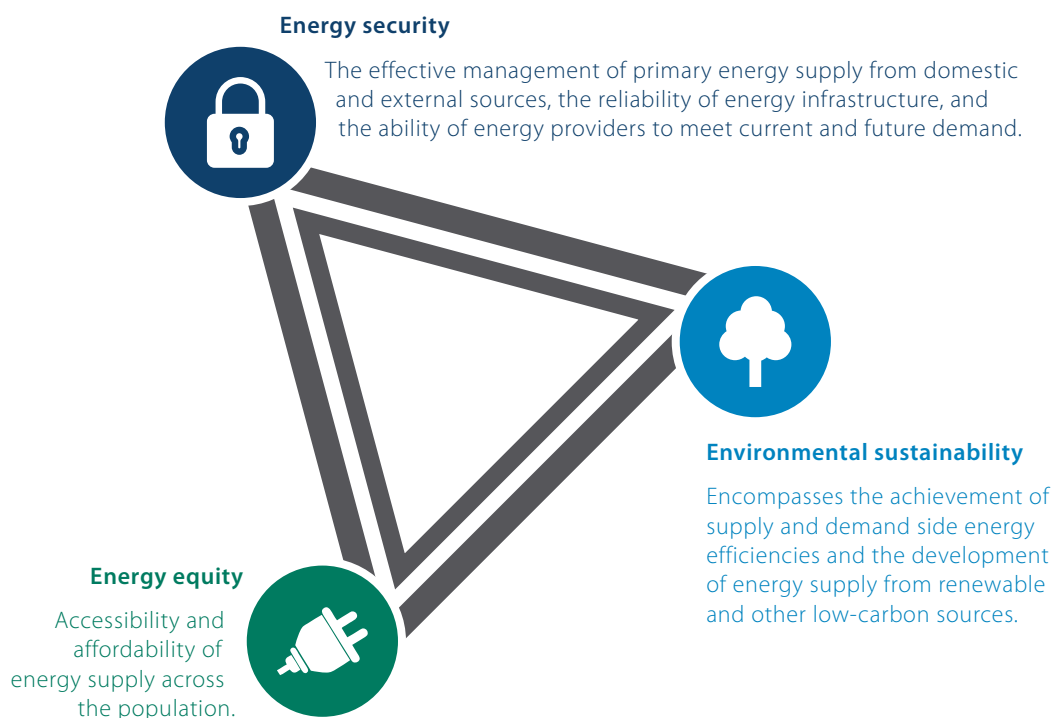 Energy security
The effective management of primary energy supply from domestic
and external sources, the reliability of energy infrastructure, and
the ability of energy providers to meet current and future demand.
Environmental sustainability
Encompasses the achievement of
supply and demand side energy
efficiencies and the development
of energy supply from renewable
and other low-carbon sources.
Energy equity
Accessibility and
affordability of
energy supply across
the population.